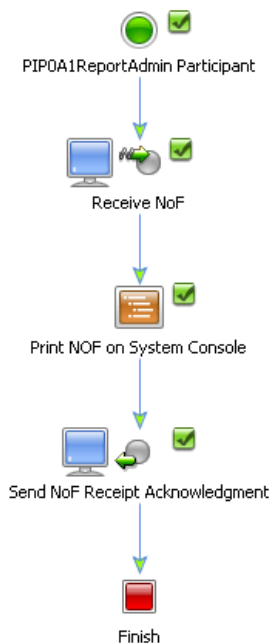 PIP0A1ReportAdmin Participant
Receive NoF
Print NOF on System Console
Send NoF Receipt Acknowledgment
Finish